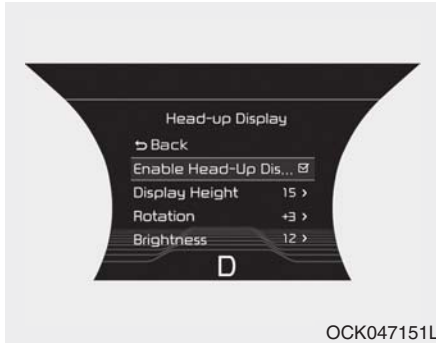 Head-up Display
⮌ Back
Enable Head-Up Dis... ☑
Display Height 15 >
Rotation +3 >
Brightness 12 >
D
OCK047151L